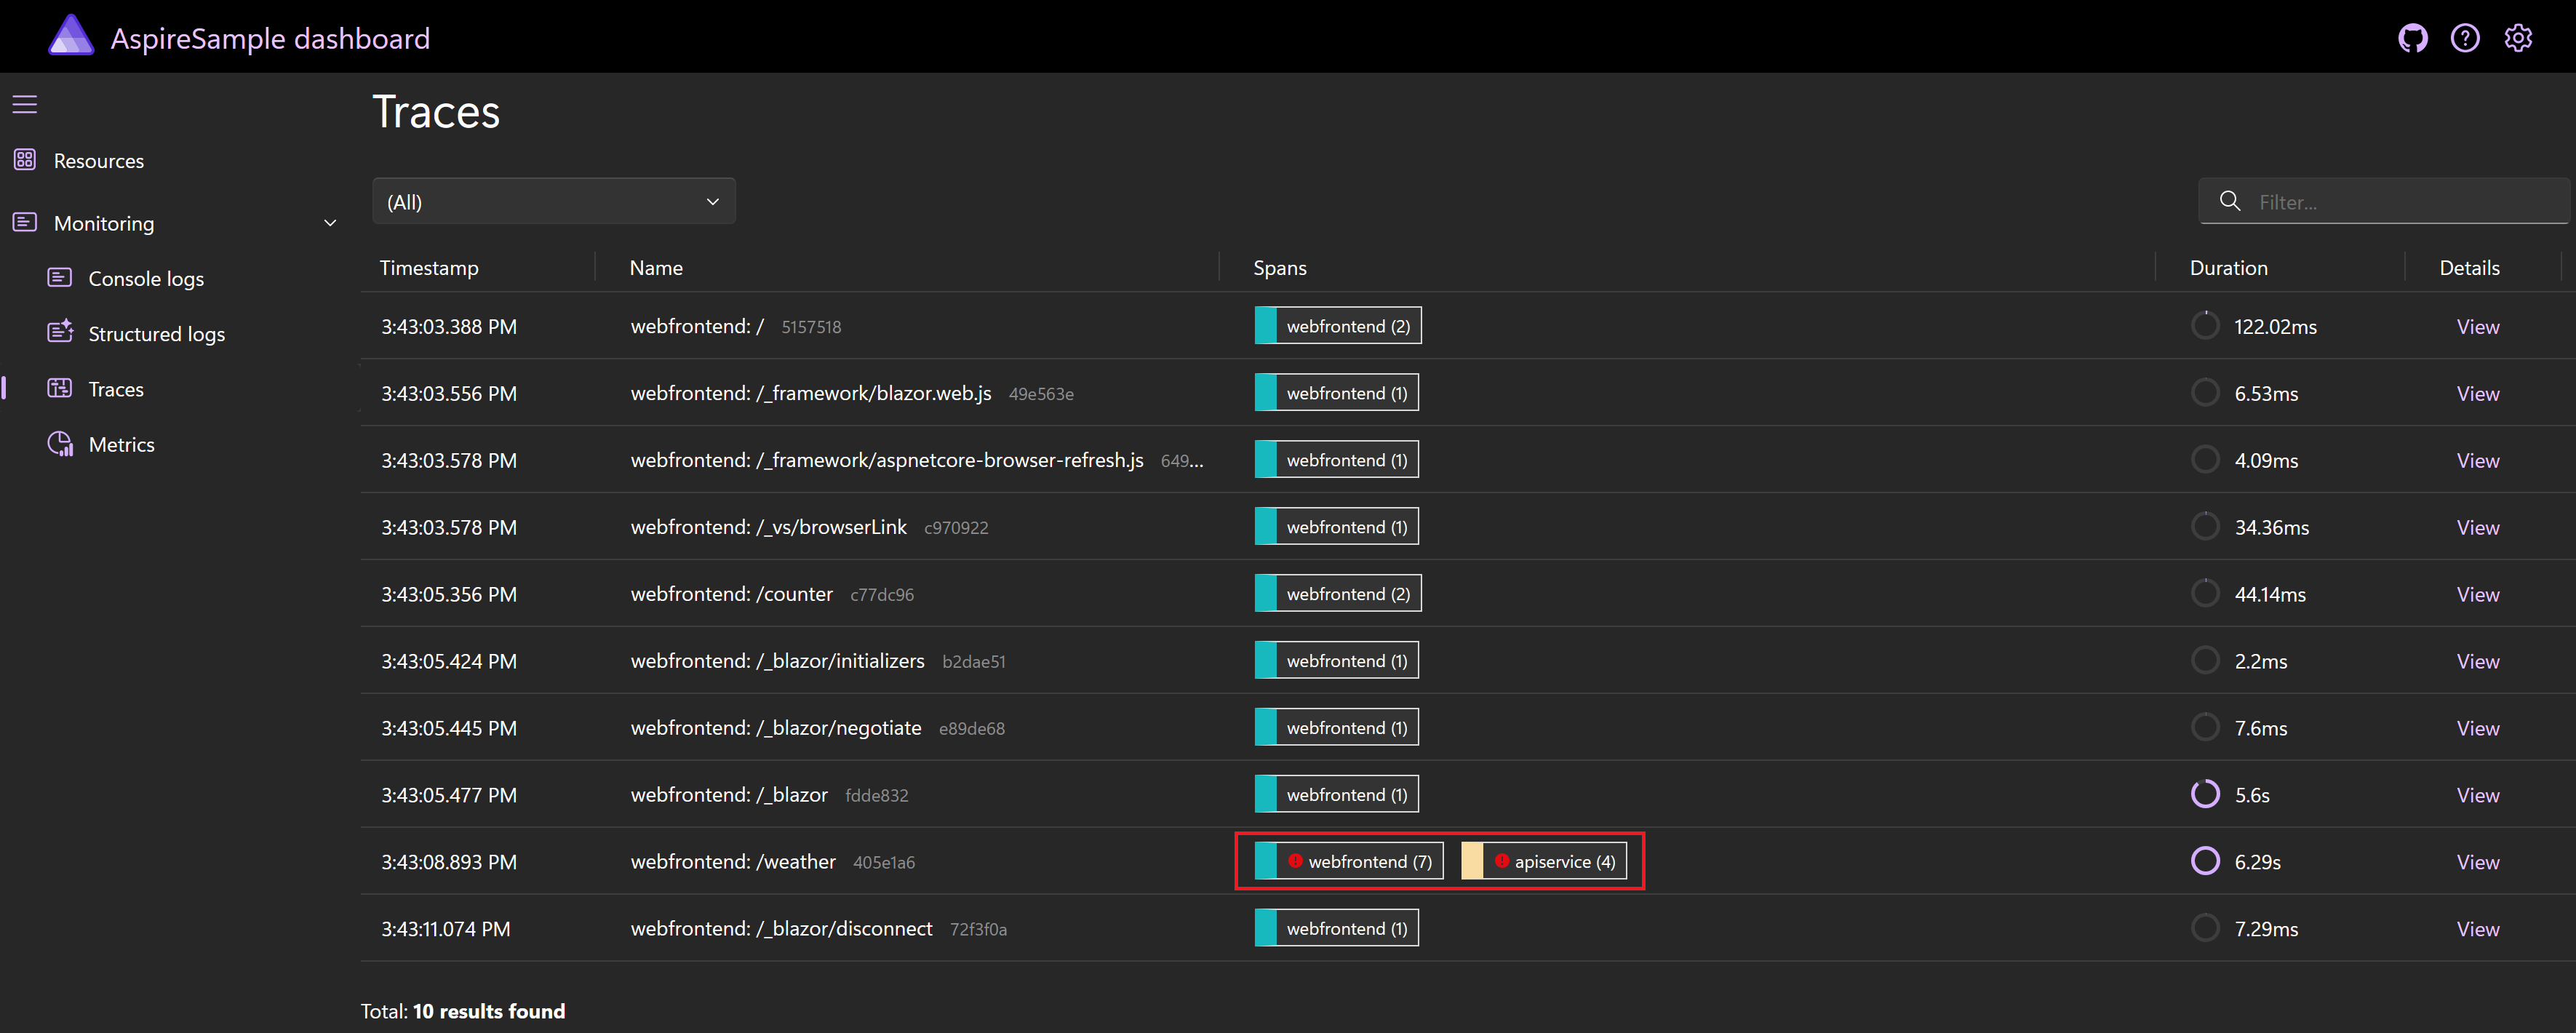 AspireSample dashboard
Traces
Resources
(All)
Filter...
Monitoring
Console logs
Structured logs
Traces
Metrics
Timestamp Name Spans Duration Details
3:43:03.388 PM webfrontend: / 5157518 webfrontend (2) 122.02ms View
3:43:03.556 PM webfrontend: /_framework/blazor.web.js 49e563e webfrontend (1) 6.53ms View
3:43:03.578 PM webfrontend: /_framework/aspnetcore-browser-refresh.js 649... webfrontend (1) 4.09ms View
3:43:03.578 PM webfrontend: /_vs/browserLink c970922 webfrontend (1) 34.36ms View
3:43:05.356 PM webfrontend: /counter c77dc96 webfrontend (2) 44.14ms View
3:43:05.424 PM webfrontend: /_blazor/initializers b2dae51 webfrontend (1) 2.2ms View
3:43:05.445 PM webfrontend: /_blazor/negotiate e89de68 webfrontend (1) 7.6ms View
3:43:05.477 PM webfrontend: /_blazor fdde832 webfrontend (1) 5.6s View
3:43:08.893 PM webfrontend: /weather 405e1a6 webfrontend (7) apiservice (4) 6.29s View
3:43:11.074 PM webfrontend: /_blazor/disconnect 72f3f0a webfrontend (1) 7.29ms View
Total: 10 results found